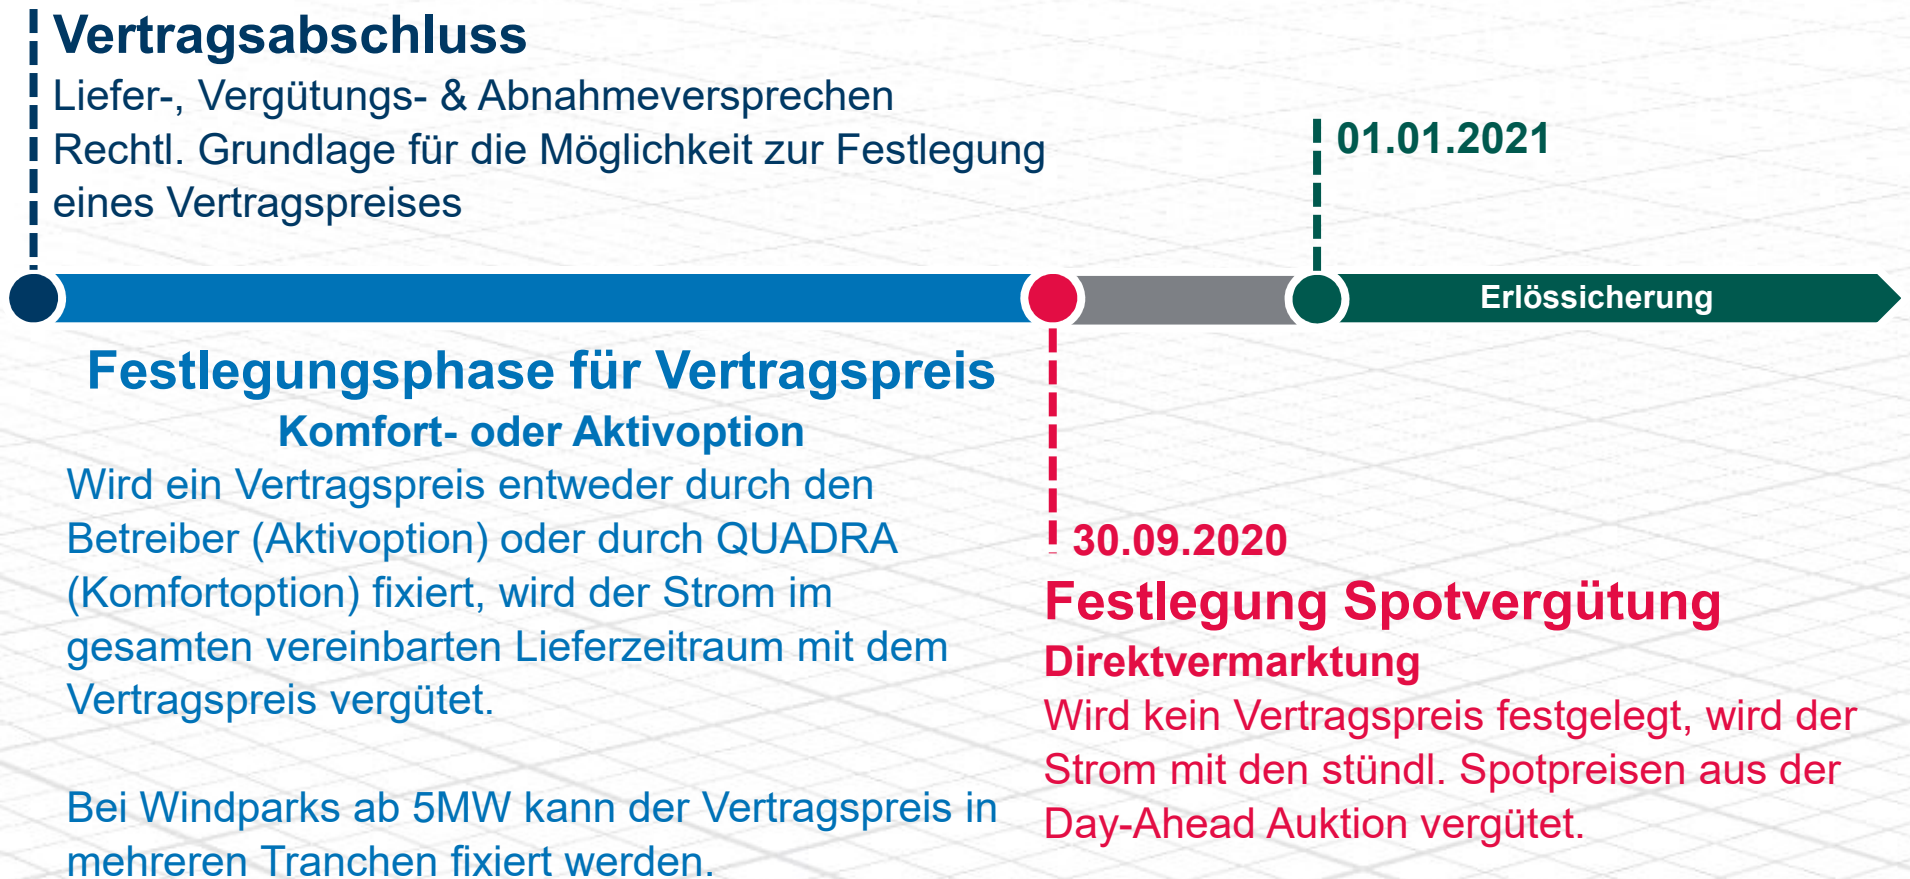 Vertragsabschluss
Liefer-, Vergütungs- & Abnahmeversprechen
Rechtl. Grundlage für die Möglichkeit zur Festlegung
eines Vertragspreises
01.01.2021
Erlössicherung
Festlegungsphase für Vertragspreis
Komfort- oder Aktivoption
Wird ein Vertragspreis entweder durch den
Betreiber (Aktivoption) oder durch QUADRA
(Komfortoption) fixiert, wird der Strom im
gesamten vereinbarten Lieferzeitraum mit dem
Vertragspreis vergütet.
Bei Windparks ab 5MW kann der Vertragspreis in
mehreren Tranchen fixiert werden.
30.09.2020
Festlegung Spotvergütung
Direktvermarktung
Wird kein Vertragspreis festgelegt, wird der
Strom mit den stündl. Spotpreisen aus der
Day-Ahead Auktion vergütet.